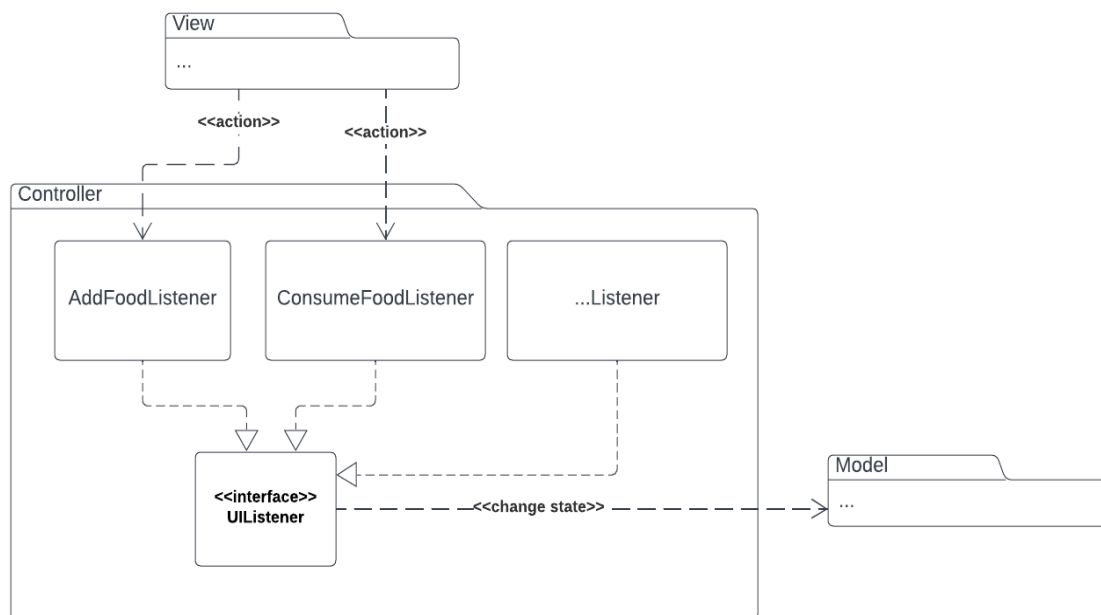 View
...
<<action>>
<<action>>
Controller
AddFoodListener
ConsumeFoodListener
...Listener
<<interface>>
UIListener
<<change state>>
Model
...